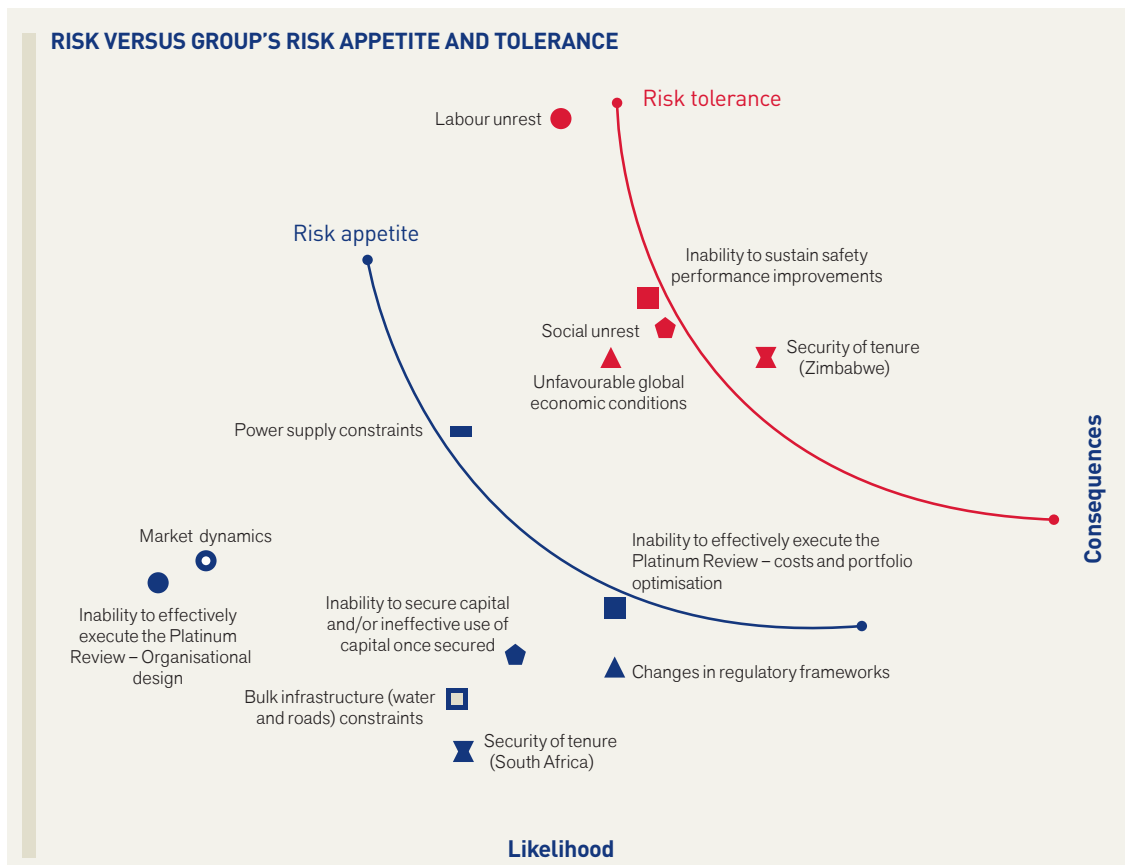 RISK VERSUS GROUP'S RISK APPETITE AND TOLERANCE
Risk tolerance
Labour unrest
Risk appetite
Inability to sustain safety
performance improvements
Social unrest
Security of tenure
(Zimbabwe)
Unfavourable global
economic conditions
Power supply constraints
Consequences
Market dynamics
Inability to effectively execute the
Platinum Review – costs and portfolio
optimisation
Inability to effectively
execute the Platinum
Review – Organisational
design
Inability to secure capital
and/or ineffective use of
capital once secured
Changes in regulatory frameworks
Bulk infrastructure (water
and roads) constraints
Security of tenure
(South Africa)
Likelihood